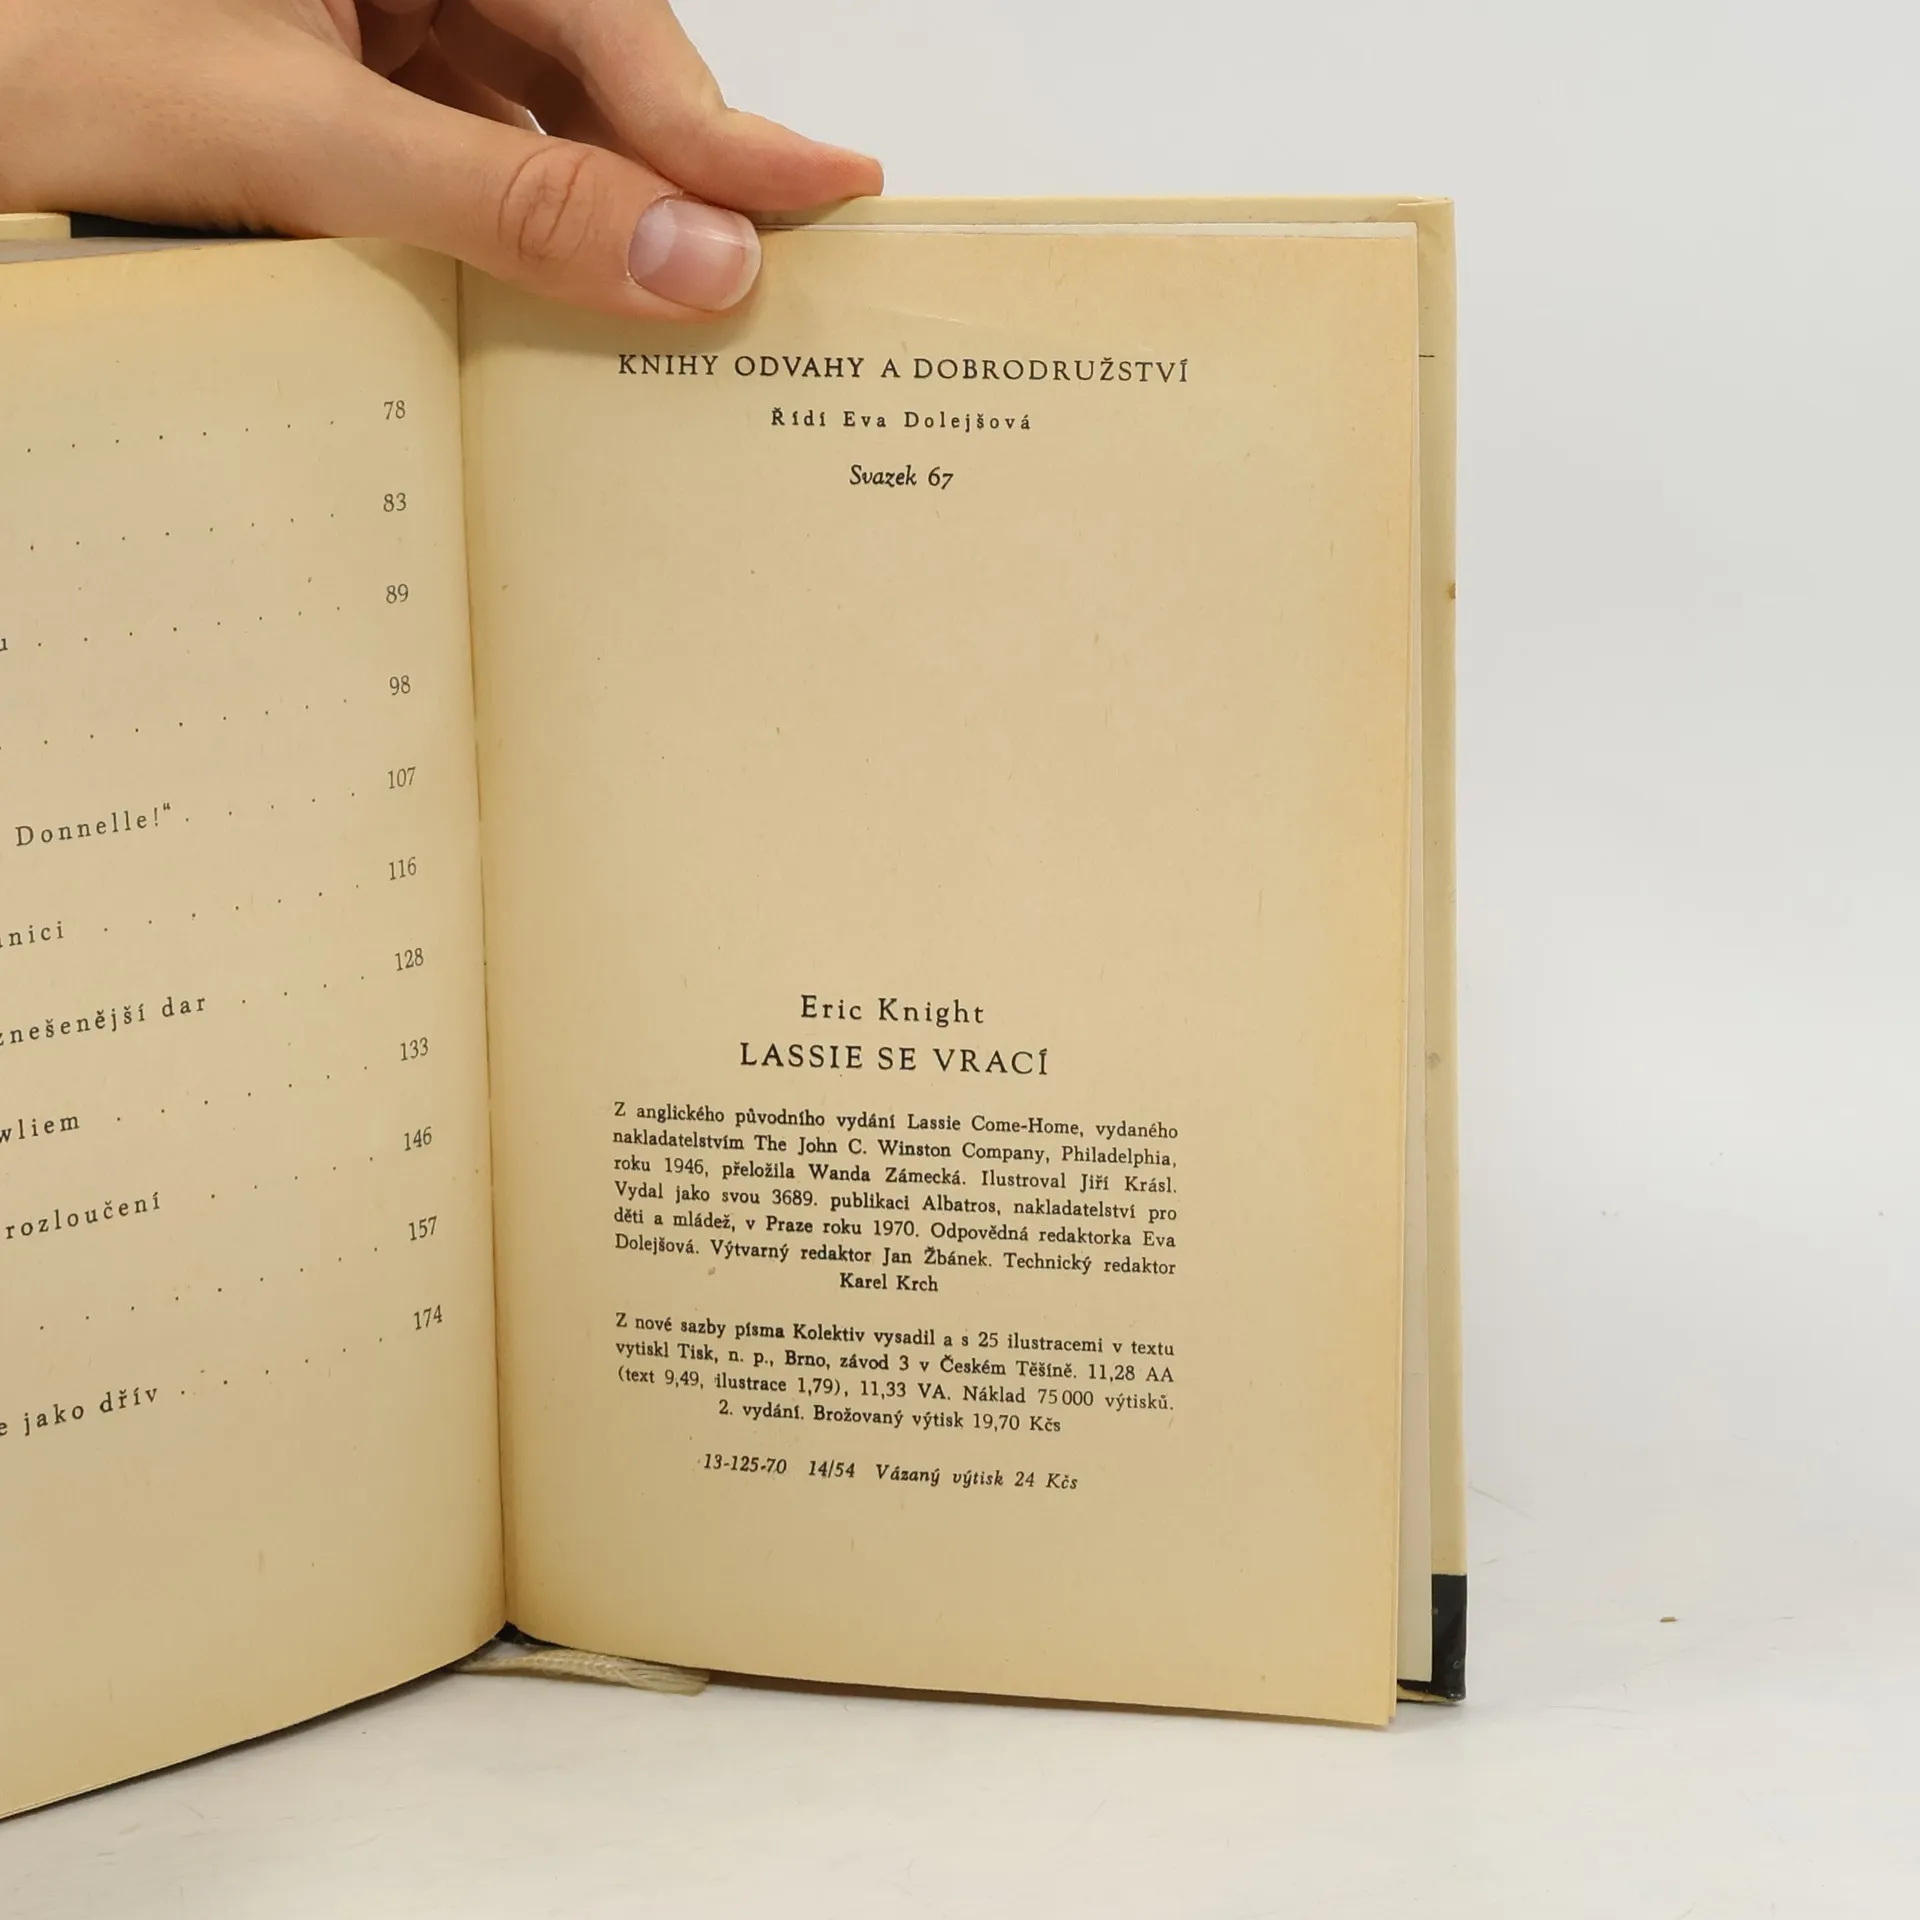 78
83
u . . . . . . . . 89
98
107
Donnelle!“ . . . . .
116
nici . . . . . . .
128
znešenější dar . . . . .
133
wliem . . . . . . .
146
rozloučení . . . . .
157
174
e jako dřív . . . . . .
KNIHY ODVAHY A DOBRODRUŽSTVÍ
Řídí Eva Dolejšová
Svazek 67
Eric Knight
LASSIE SE VRACÍ
Z anglického původního vydání Lassie Come-Home, vydaného
nakladatelstvím The John C. Winston Company, Philadelphia,
roku 1946, přeložila Wanda Zámecká. Ilustroval Jiří Krásl.
Vydal jako svou 3689. publikaci Albatros, nakladatelství pro
děti a mládež, v Praze roku 1970. Odpovědná redaktorka Eva
Dolejšová. Výtvarný redaktor Jan Žbánek. Technický redaktor
Karel Krch
Z nové sazby písma Kolektiv vysadil a s 25 ilustracemi v textu
vytiskl Tisk, n. p., Brno, závod 3 v Českém Těšíně. 11,28 AA
(text 9,49, ilustrace 1,79), 11,33 VA. Náklad 75 000 výtisků.
2. vydání. Brožovaný výtisk 19,70 Kčs
13-125-70 14/54 Vázaný výtisk 24 Kčs